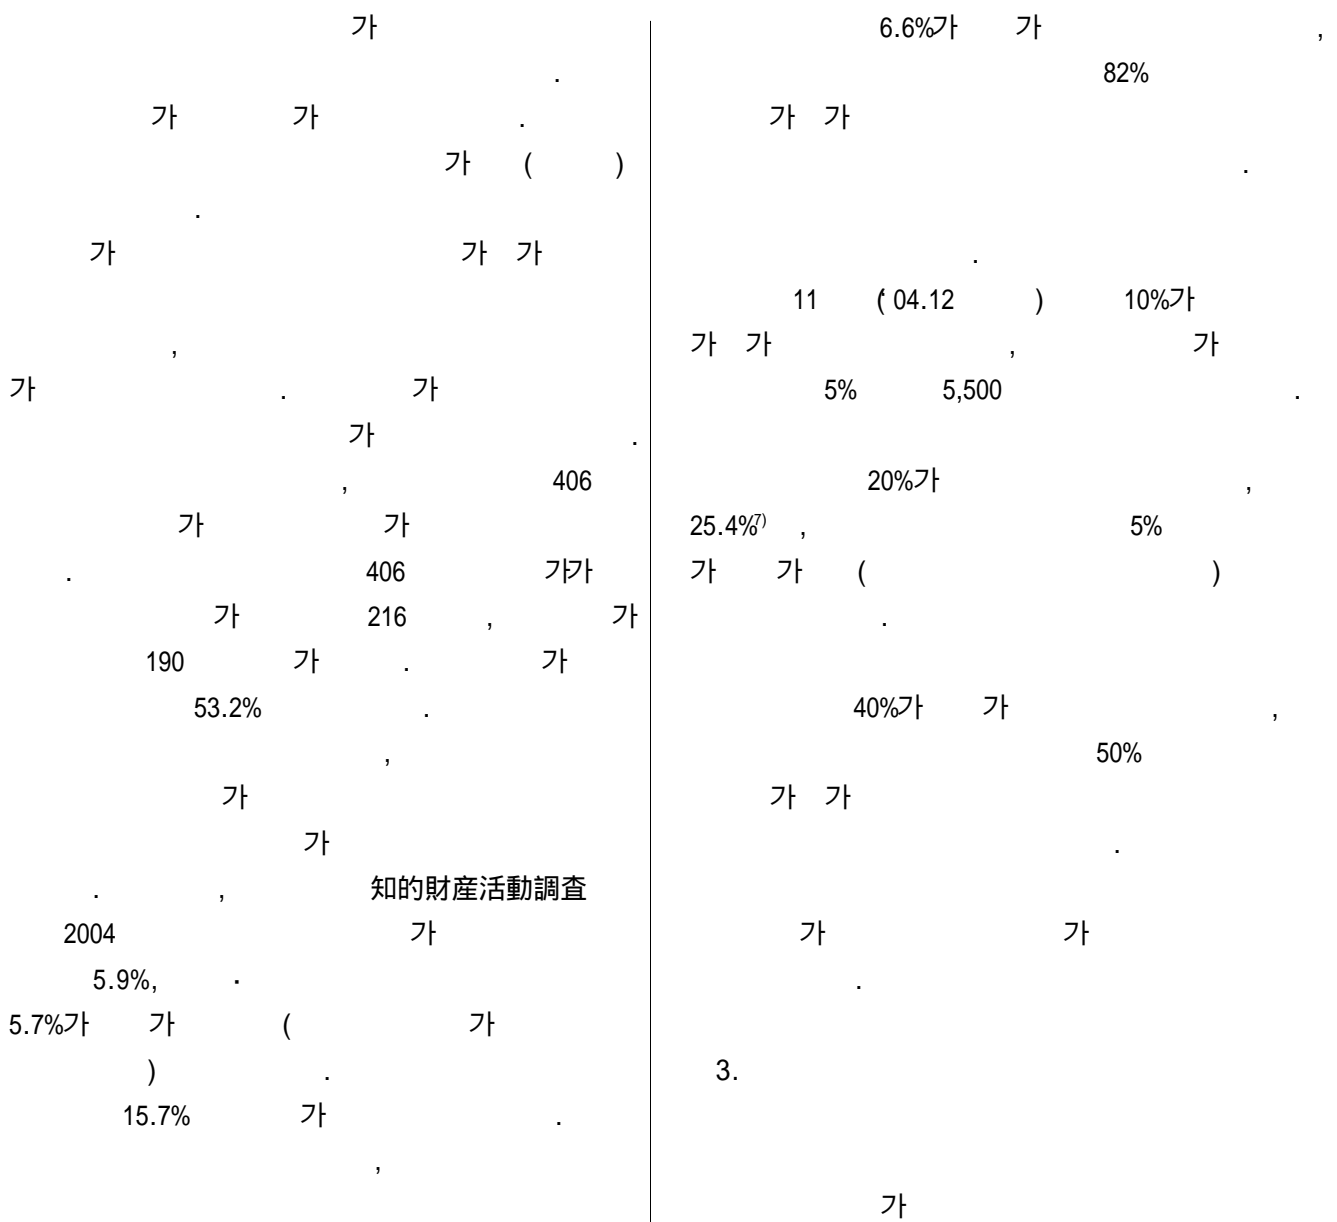 가
.
가 가 .
가 ( )
.
가 가 가
,
가 . 가
가 .
, 406
가 가
. 406 가가
가 216 , 가
190 가 . 가
53.2% .
,
가
가
. , 知的財産活動調査
2004 가
5.9%, ·
5.7%가 가 ( 가
) .
15.7% 가 .
,
6.6%가 가 ,
82%
가 가
.
.
11 (' 04.12 ) 10%가
가 가 , 가
5% 5,500 .
20%가 ,
25.4%7) , 5%
가 가 ( )
.
40%가 가 ,
50%
가 가
.
가 가
.
3.
가